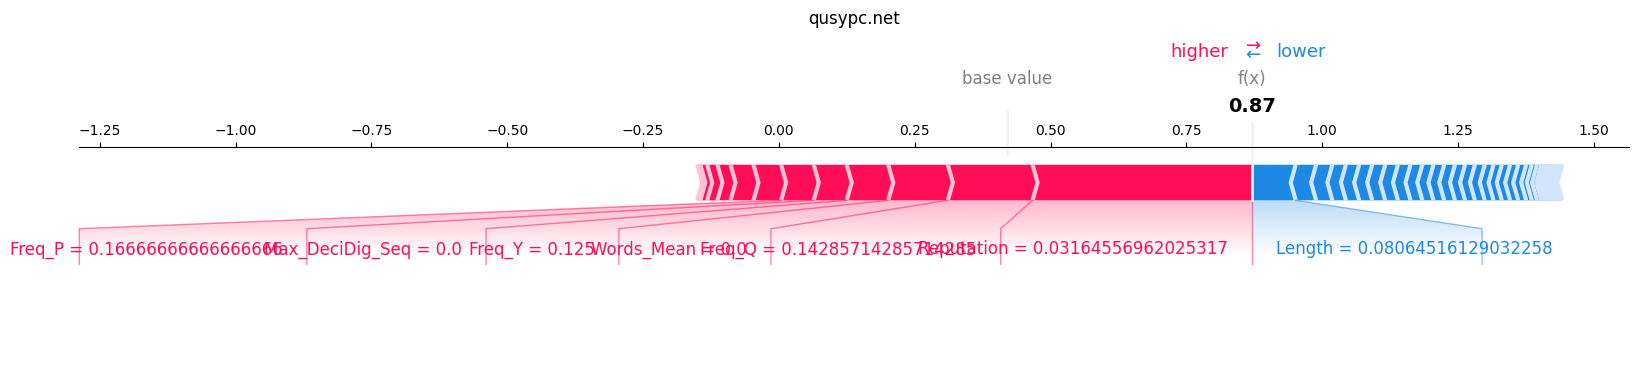 qusypc.net
higher ⇄ lower
base value f(x)
0.87
−1.25 −1.00 −0.75 −0.50 −0.25 0.00 0.25 0.50 0.75 1.00 1.25 1.50
Freq_P = 0.16666666666666666 Max_DeciDig_Seq = 0.0 Freq_Y = 0.125 Words_Mean = 0.0 Freq_Q = 0.14285714285714285 Reputation = 0.03164556962025317 Length = 0.08064516129032258